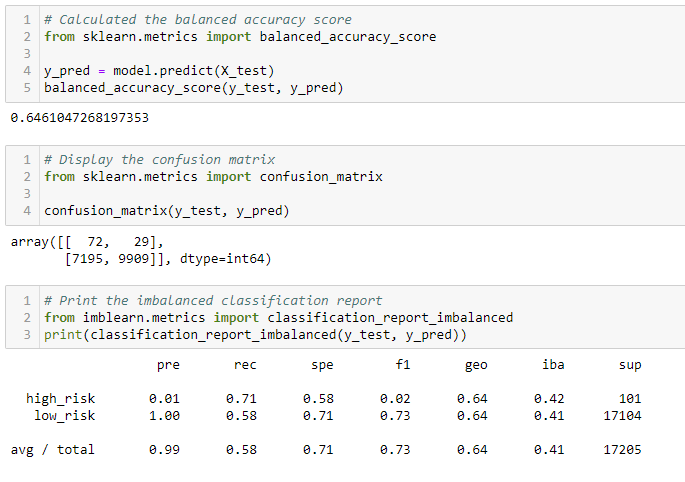 1 # Calculated the balanced accuracy score
2 from sklearn.metrics import balanced_accuracy_score
3
4 y_pred = model.predict(X_test)
5 balanced_accuracy_score(y_test, y_pred)
0.6461047268197353
1 # Display the confusion matrix
2 from sklearn.metrics import confusion_matrix
3
4 confusion_matrix(y_test, y_pred)
array([[  72,   29],
       [7195, 9909]], dtype=int64)
1 # Print the imbalanced classification report
2 from imblearn.metrics import classification_report_imbalanced
3 print(classification_report_imbalanced(y_test, y_pred))
pre rec spe f1 geo iba sup
high_risk 0.01 0.71 0.58 0.02 0.64 0.42 101
low_risk 1.00 0.58 0.71 0.73 0.64 0.41 17104
avg / total 0.99 0.58 0.71 0.73 0.64 0.41 17205